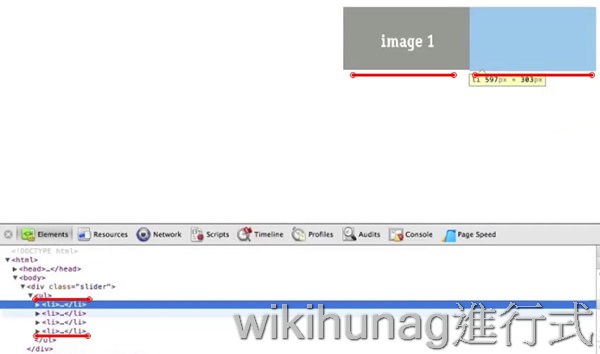 image 1
li 597px × 303px
Elements Resources Network Scripts Timeline Profiles Audits Console Page Speed
<!DOCTYPE html>
▼<html>
▶<head>…</head>
▼<body>
▼<div class="slider">
▼<ul>
▶<li>…</li>
▶<li>…</li>
▶<li>…</li>
▶<li>…</li>
</ul>
</div>
wikihunag進行式